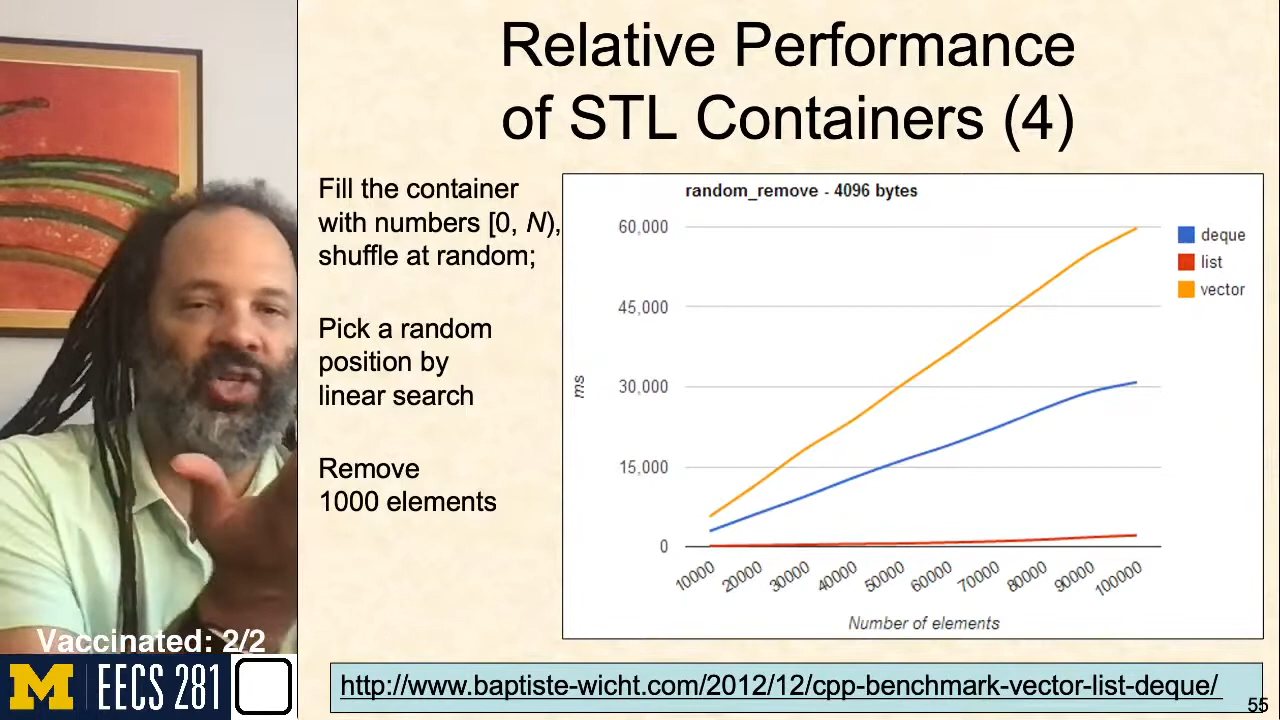 Relative Performance
of STL Containers (4)
Fill the container
with numbers [0, N),
shuffle at random;
Pick a random
position by
linear search
Remove
1000 elements
random_remove - 4096 bytes
60,000
45,000
30,000
15,000
0
ms
deque
list
vector
10000
20000
30000
40000
50000
60000
70000
80000
90000
100000
Number of elements
Vaccinated: 2/2
M EECS 281
http://www.baptiste-wicht.com/2012/12/cpp-benchmark-vector-list-deque/
55